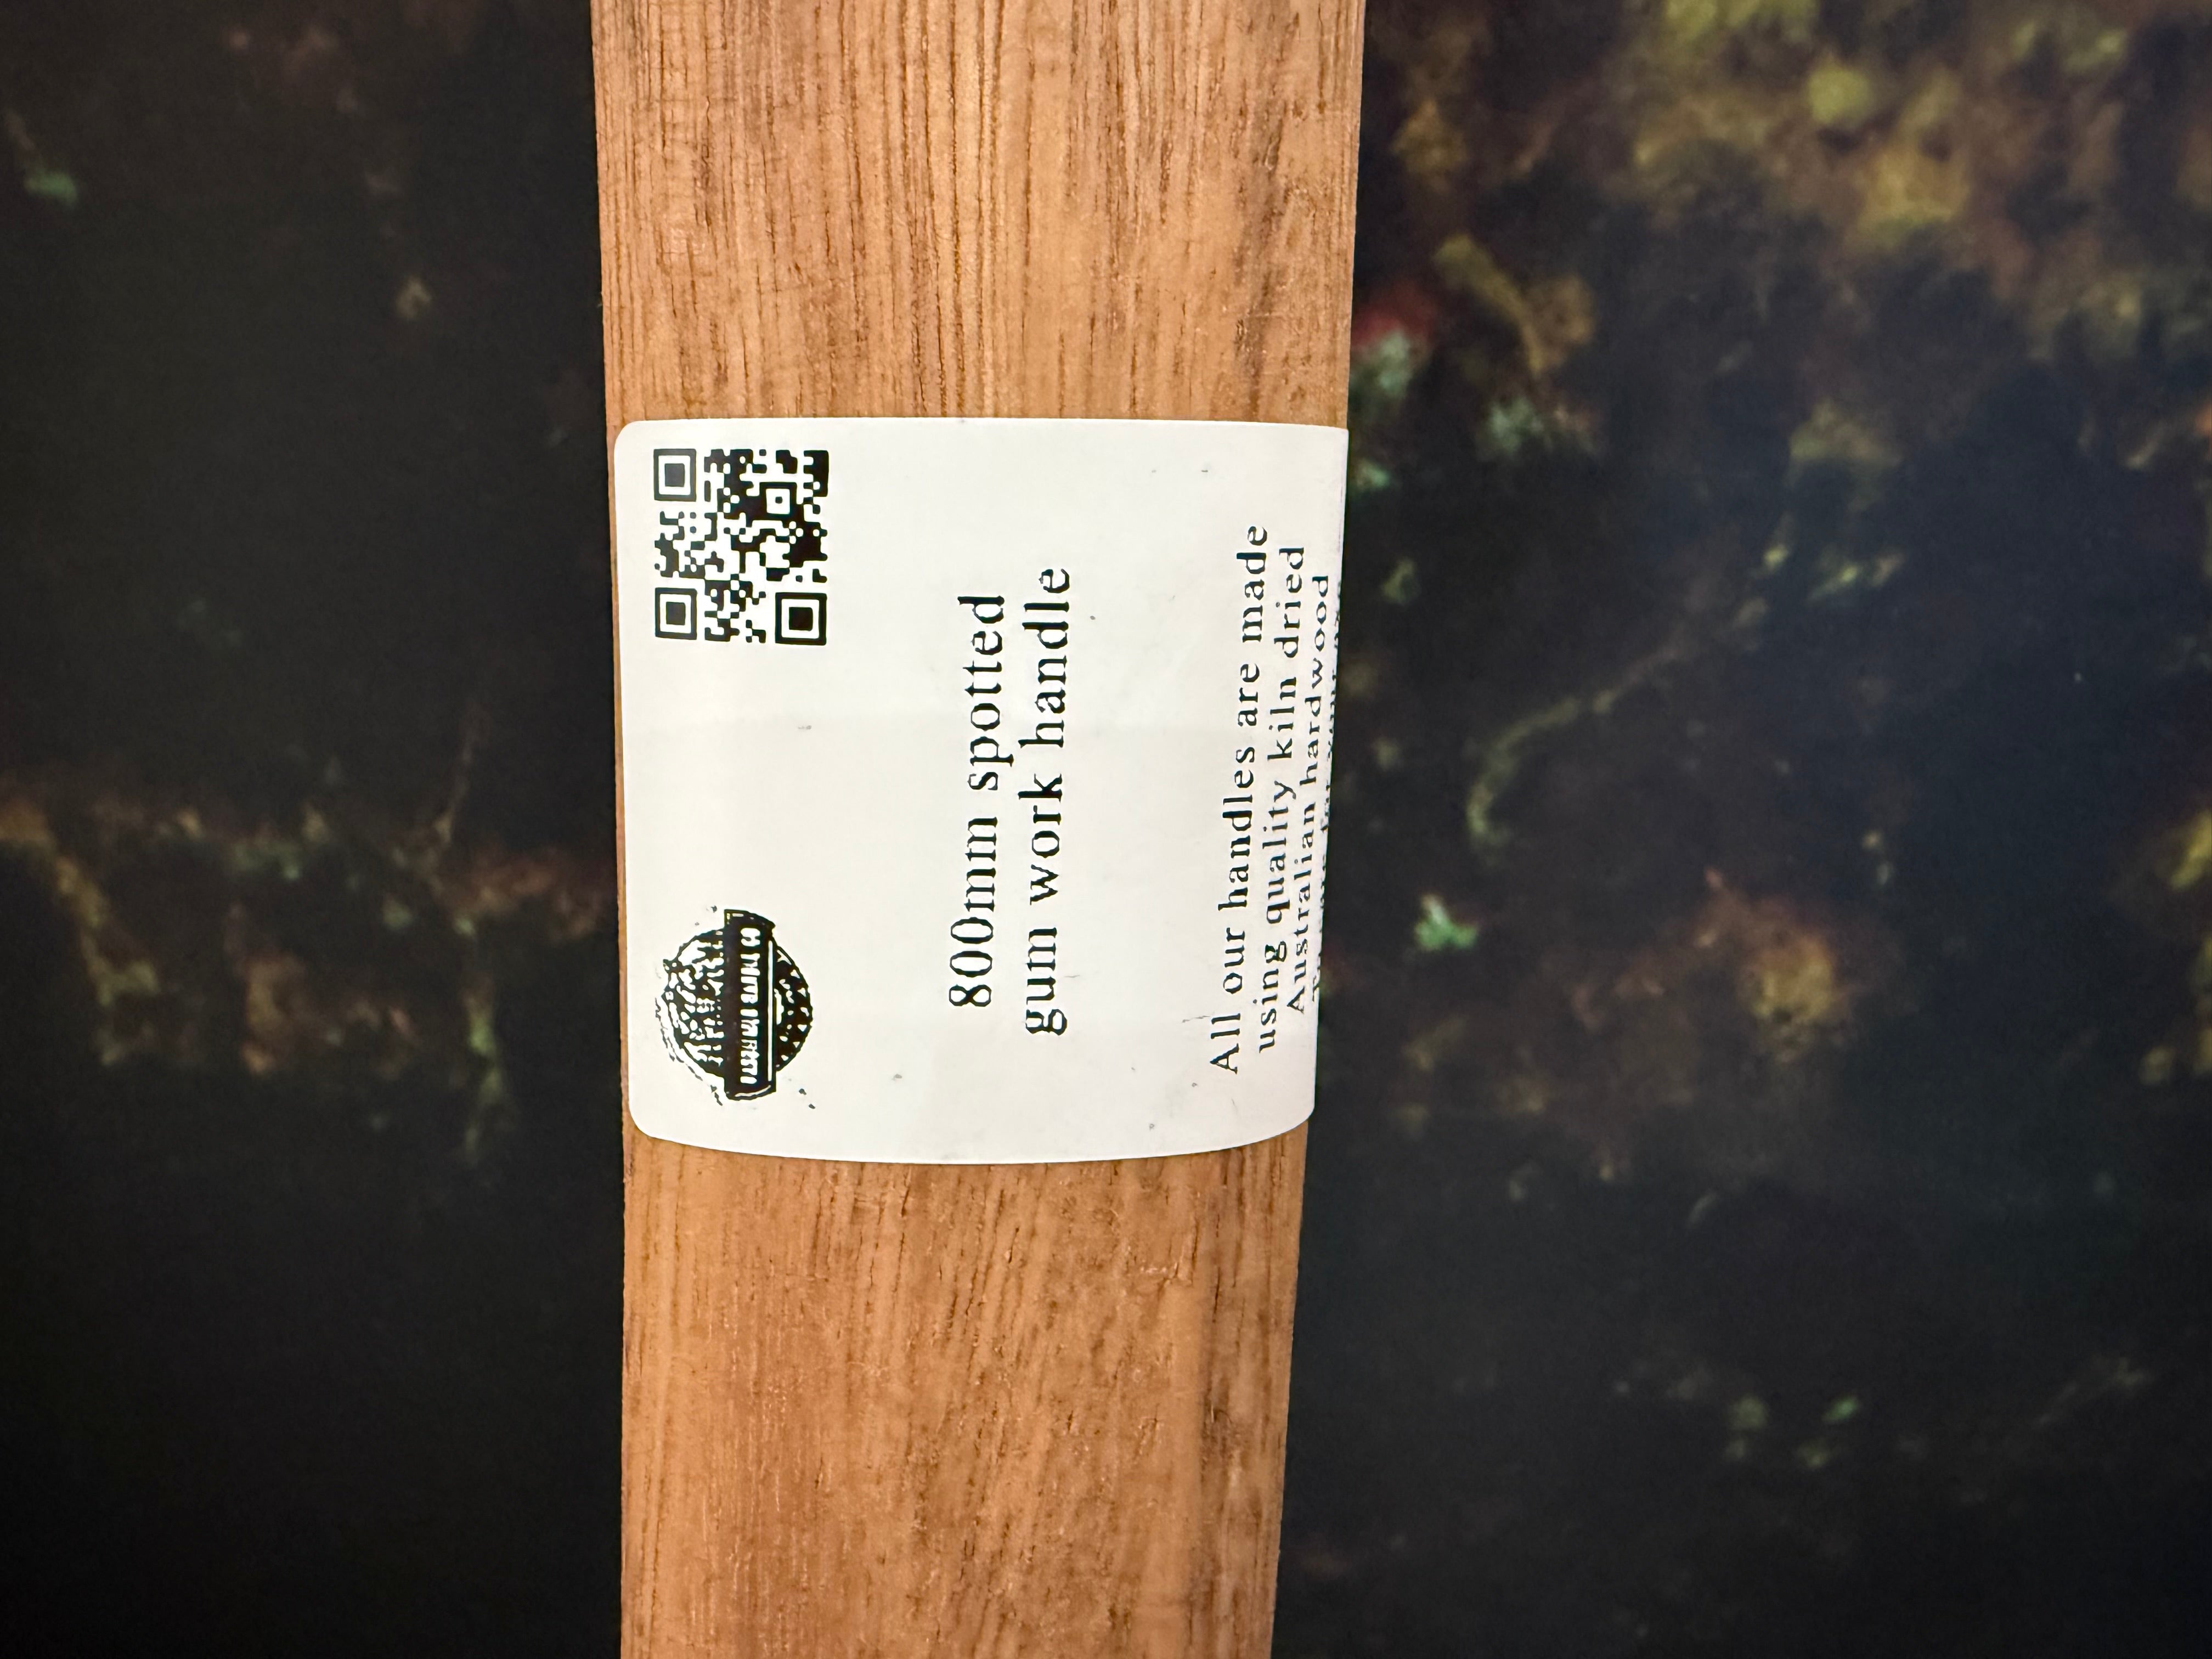 800mm spotted
gum work handle
All our handles are made
using quality kiln dried
Australian hardwood